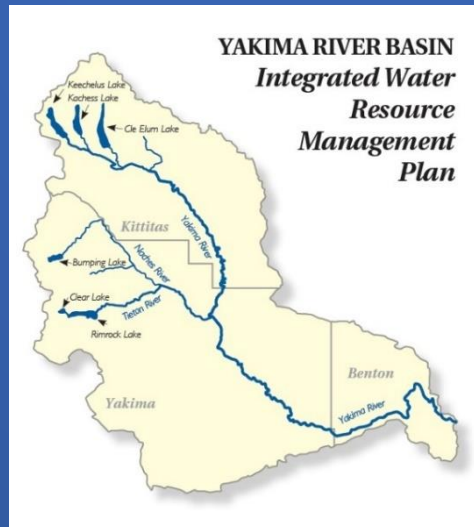 YAKIMA RIVER BASIN
Integrated Water
Resource
Management
Plan
Keechelus Lake
Kachess Lake
Cle Elum Lake
Kittitas
Yakima River
Naches River
Bumping Lake
Clear Lake
Tieton River
Rimrock Lake
Yakima
Benton
Yakima River